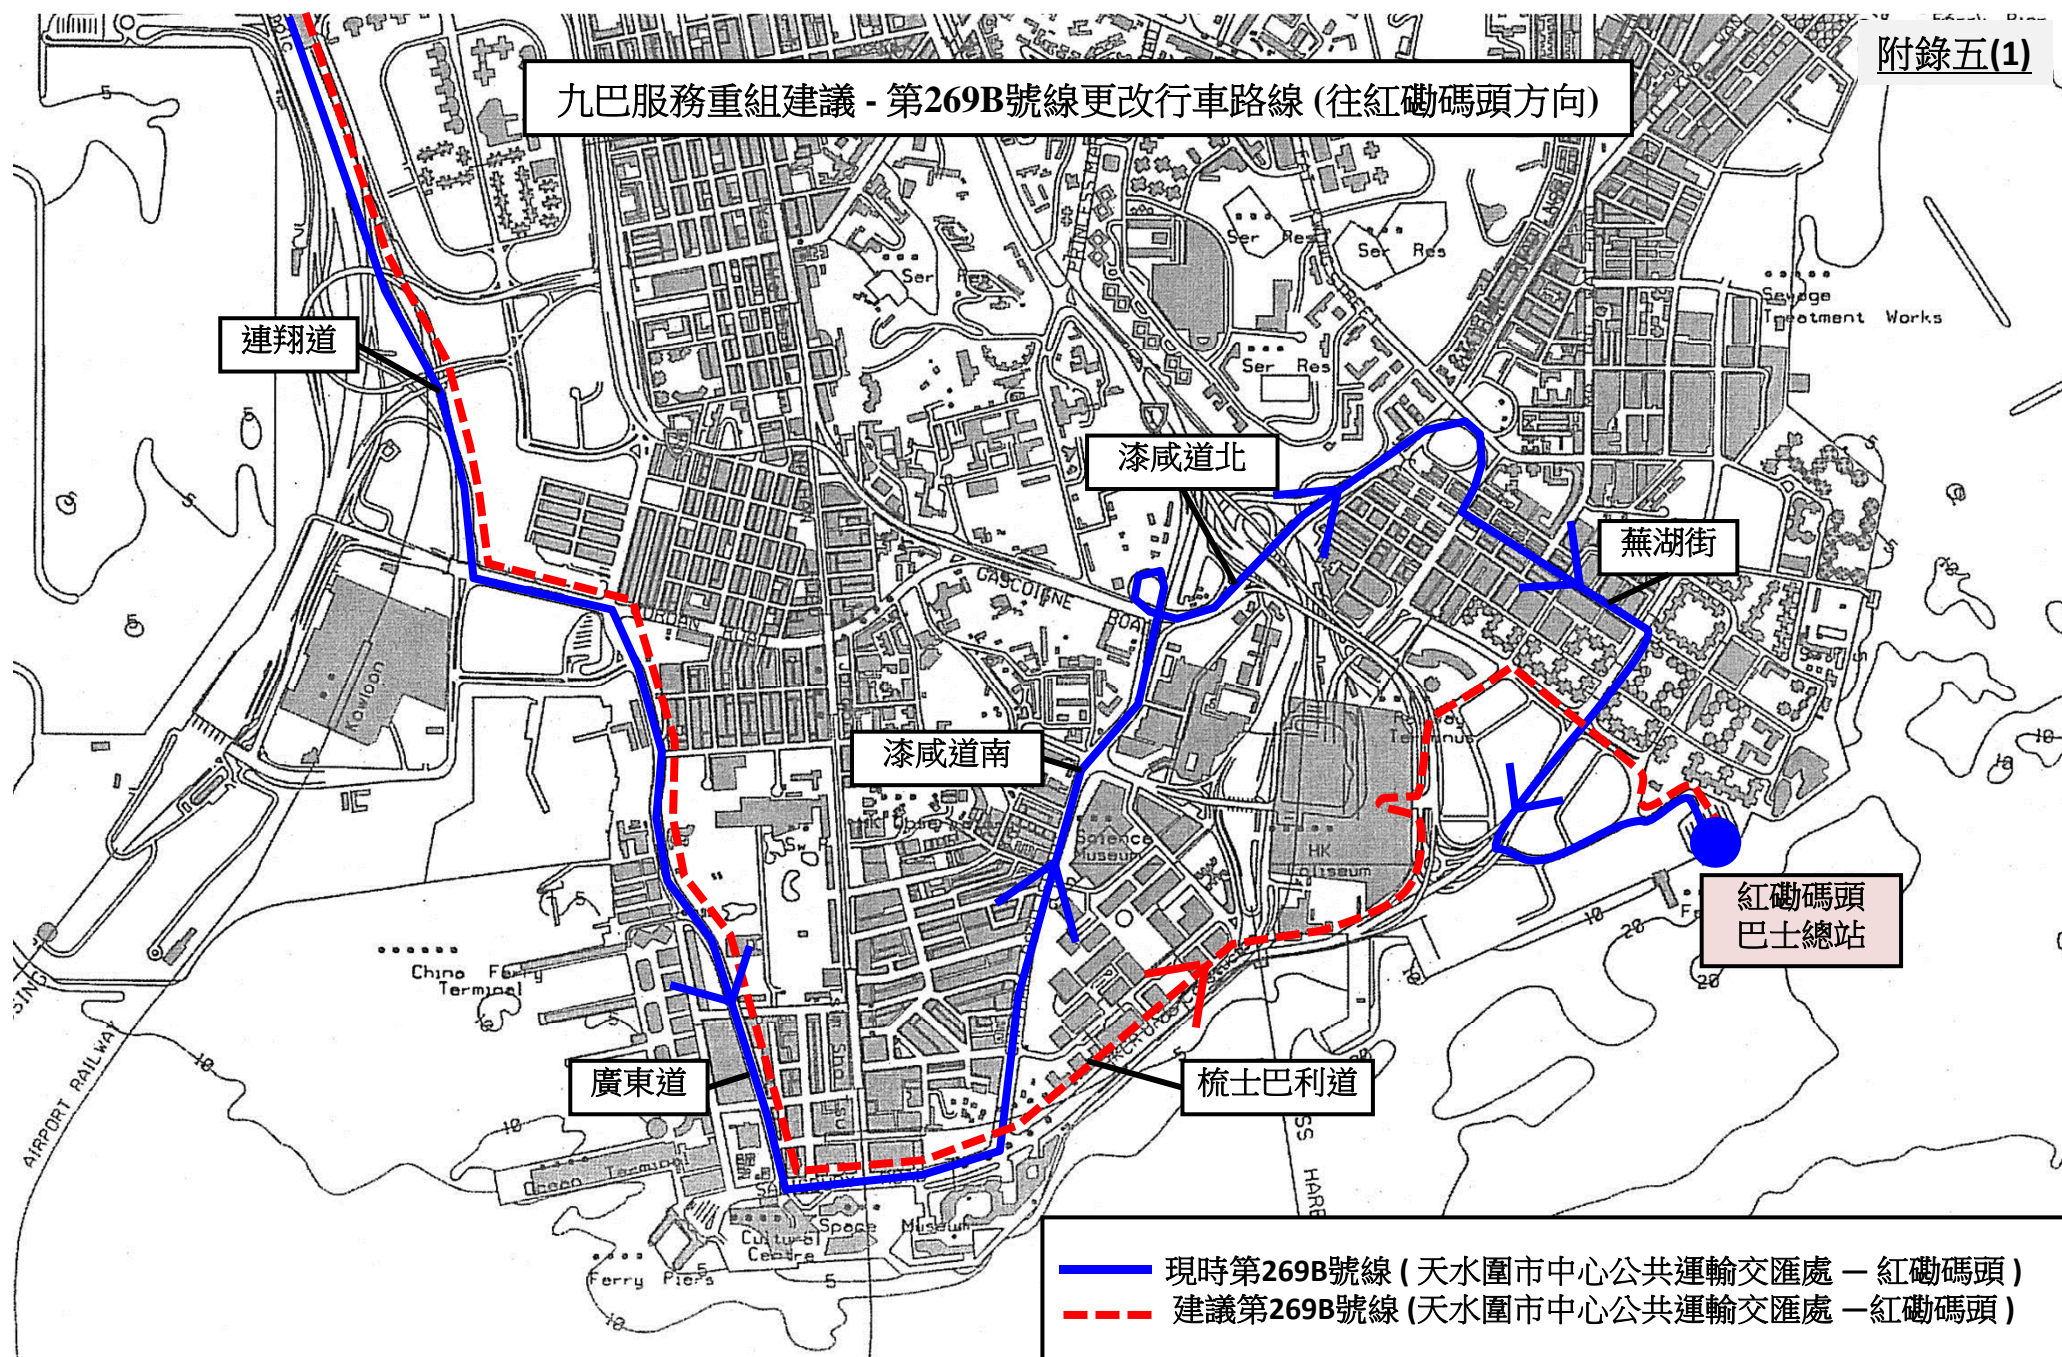 附錄五(1)
九巴服務重組建議 - 第269B號線更改行車路線 (往紅磡碼頭方向)
Ser Res
Ser Res
Ser Res
Ser Res
Sewage
Treatment Works
連翔道
漆咸道北
蕪湖街
GASCOIGNE
ROAD
Kowloon
漆咸道南
Science
Museum
HK
Coliseum
Railway
Terminus
紅磡碼頭
巴士總站
China Ferry
Terminal
廣東道
梳士巴利道
AIRPORT RAILWAY
Ocean Terminal
Space Museum
Cultural
Centre
Ferry Piers
現時第269B號線 ( 天水圍市中心公共運輸交匯處 — 紅磡碼頭 )
建議第269B號線 (天水圍市中心公共運輸交匯處 —紅磡碼頭 )